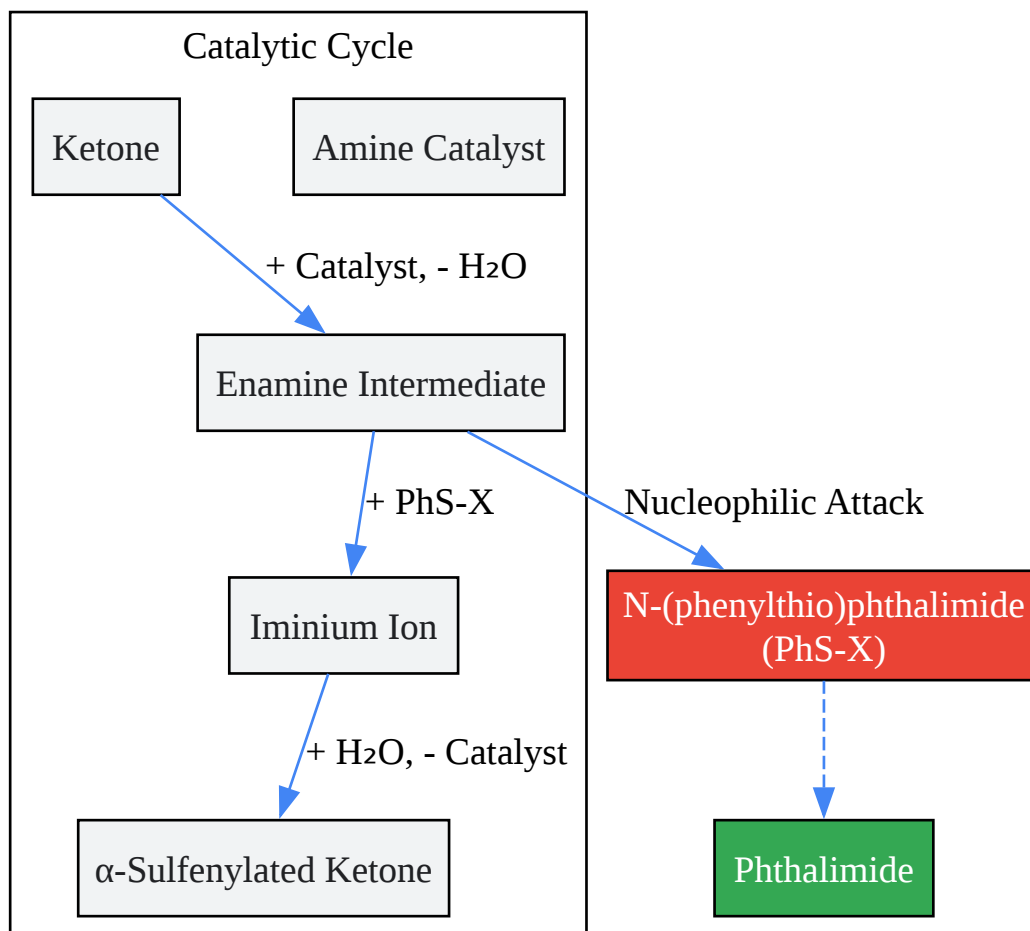 Catalytic Cycle
Ketone
Amine Catalyst
+ Catalyst, - H₂O
Enamine Intermediate
+ PhS-X
Nucleophilic Attack
N-(phenylthio)phthalimide
(PhS-X)
Iminium Ion
+ H₂O, - Catalyst
α-Sulfenylated Ketone
Phthalimide